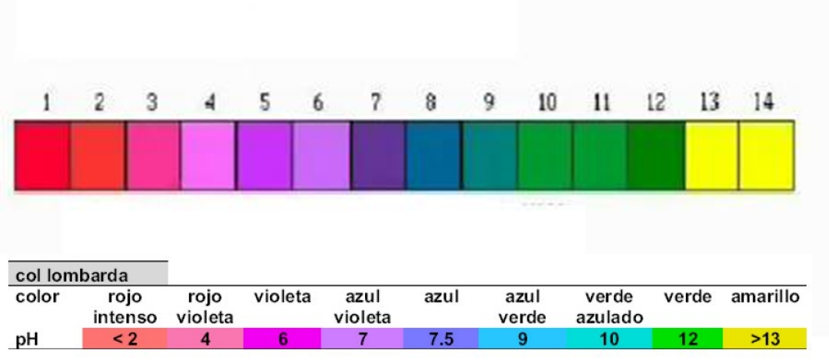 1 2 3 4 5 6 7 8 9 10 11 12 13 14
col lombarda
color rojo rojo violeta azul azul azul verde verde amarillo
intenso violeta violeta verde azulado
pH < 2 4 6 7 7.5 9 10 12 >13